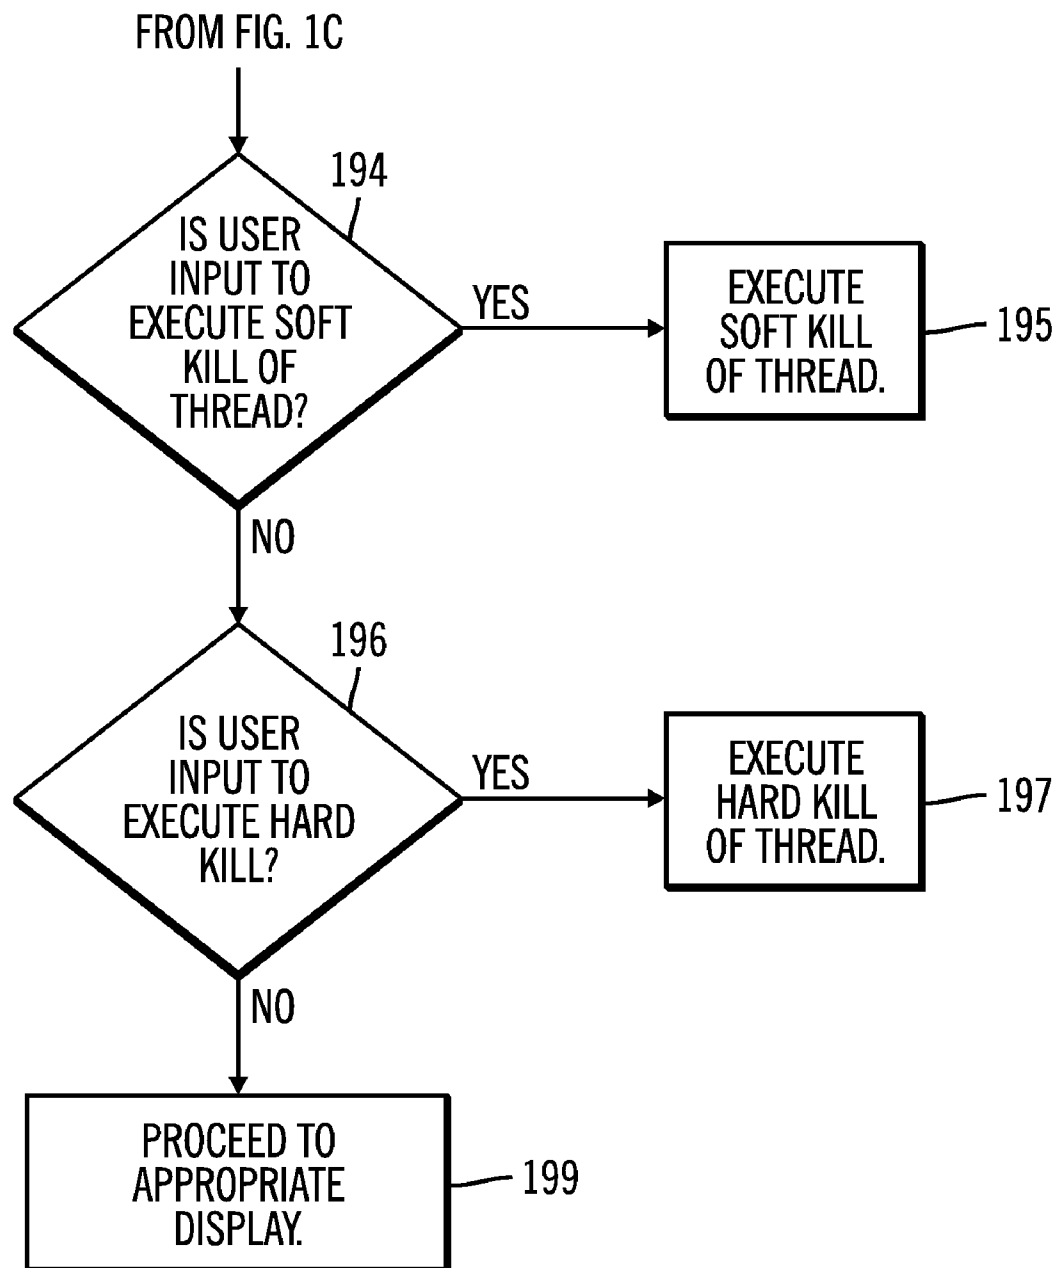 FROM FIG. 1C
194
IS USER
INPUT TO
EXECUTE SOFT
KILL OF
THREAD?
YES
EXECUTE
SOFT KILL
OF THREAD.
195
NO
196
IS USER
INPUT TO
EXECUTE HARD
KILL?
YES
EXECUTE
HARD KILL
OF THREAD.
197
NO
PROCEED TO
APPROPRIATE
DISPLAY.
199